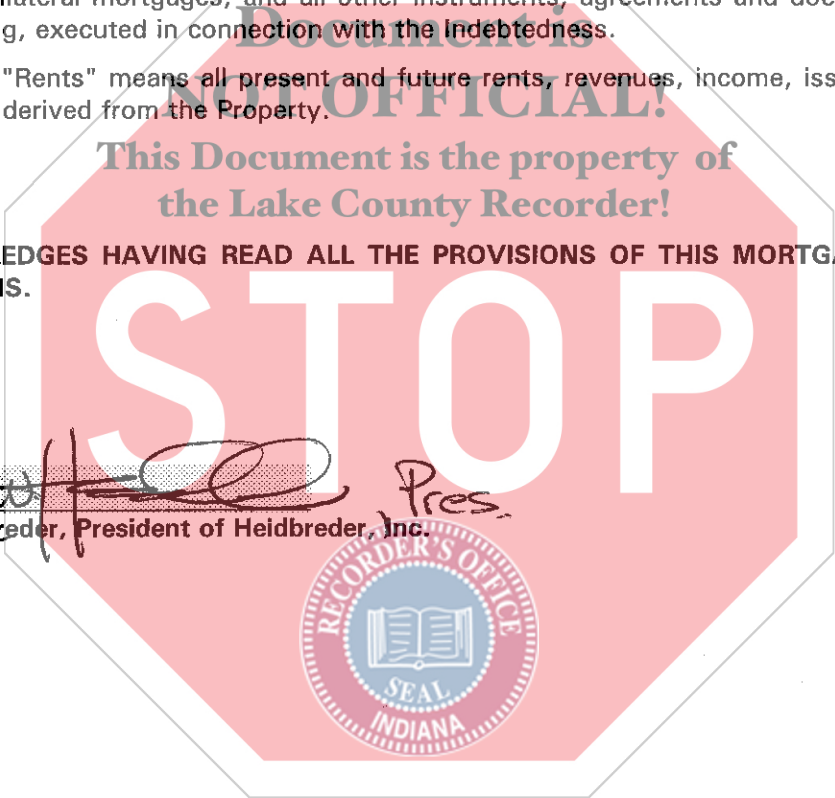 ateral mortgages, and all other instruments, agreements and doc
Document is
g, executed in connection with the Indebtedness.
"Rents" means all present and future rents, revenues, income, iss
NOT OFFICIAL!
derived from the Property.
This Document is the property of
the Lake County Recorder!
EDGES HAVING READ ALL THE PROVISIONS OF THIS MORTGA
IS.
STOP
Pres.
eder, President of Heidbreder, Inc.
RECORDER'S OFFICE
SEAL
INDIANA